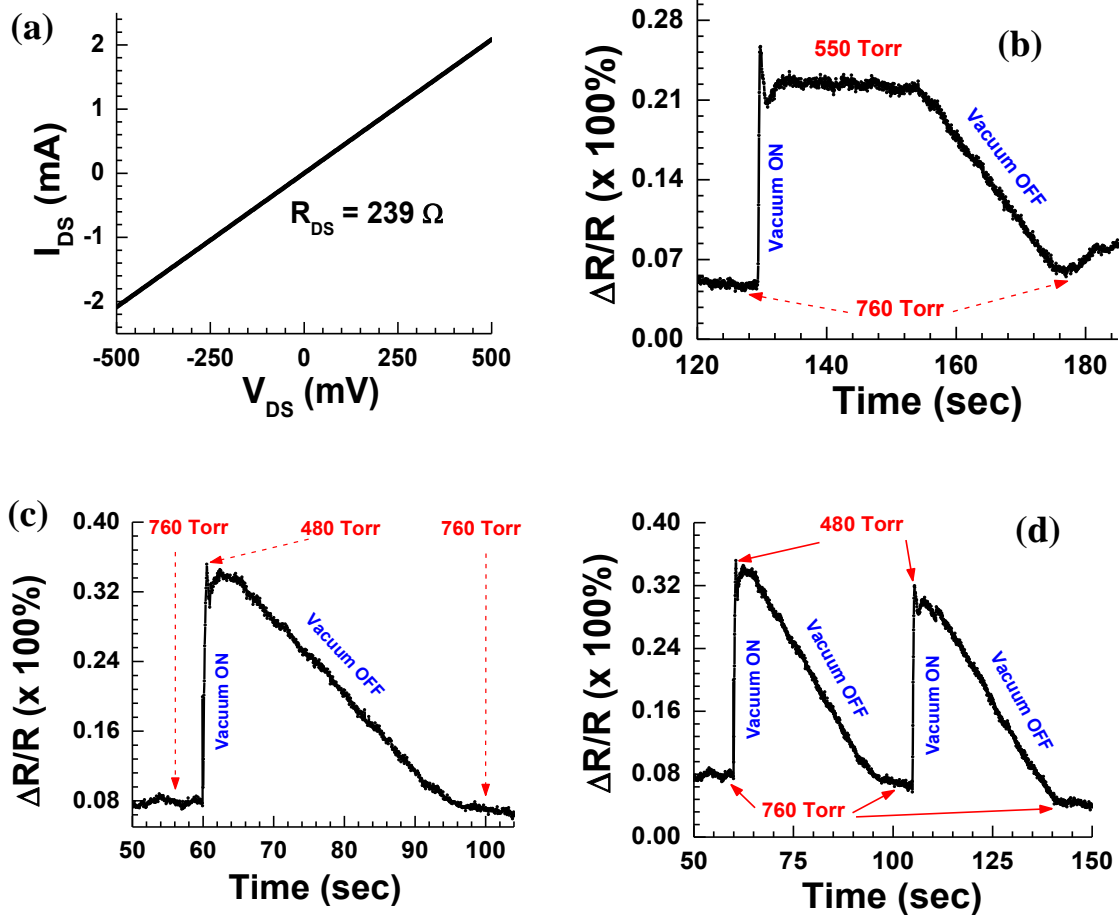 (a)
I_DS (mA)
2
1
0
-1
-2
R_DS = 239 Ω
-500
-250
0
250
500
V_DS (mV)
(b)
ΔR/R (x 100%)
0.28
0.21
0.14
0.07
0.00
550 Torr
Vacuum ON
Vacuum OFF
760 Torr
120
140
160
180
Time (sec)
(c)
ΔR/R (x 100%)
0.40
0.32
0.24
0.16
0.08
760 Torr
480 Torr
760 Torr
Vacuum ON
Vacuum OFF
50
60
70
80
90
100
Time (sec)
(d)
ΔR/R (x 100%)
0.40
0.32
0.24
0.16
0.08
0.00
480 Torr
Vacuum ON
Vacuum OFF
Vacuum ON
Vacuum OFF
760 Torr
50
75
100
125
150
Time (sec)